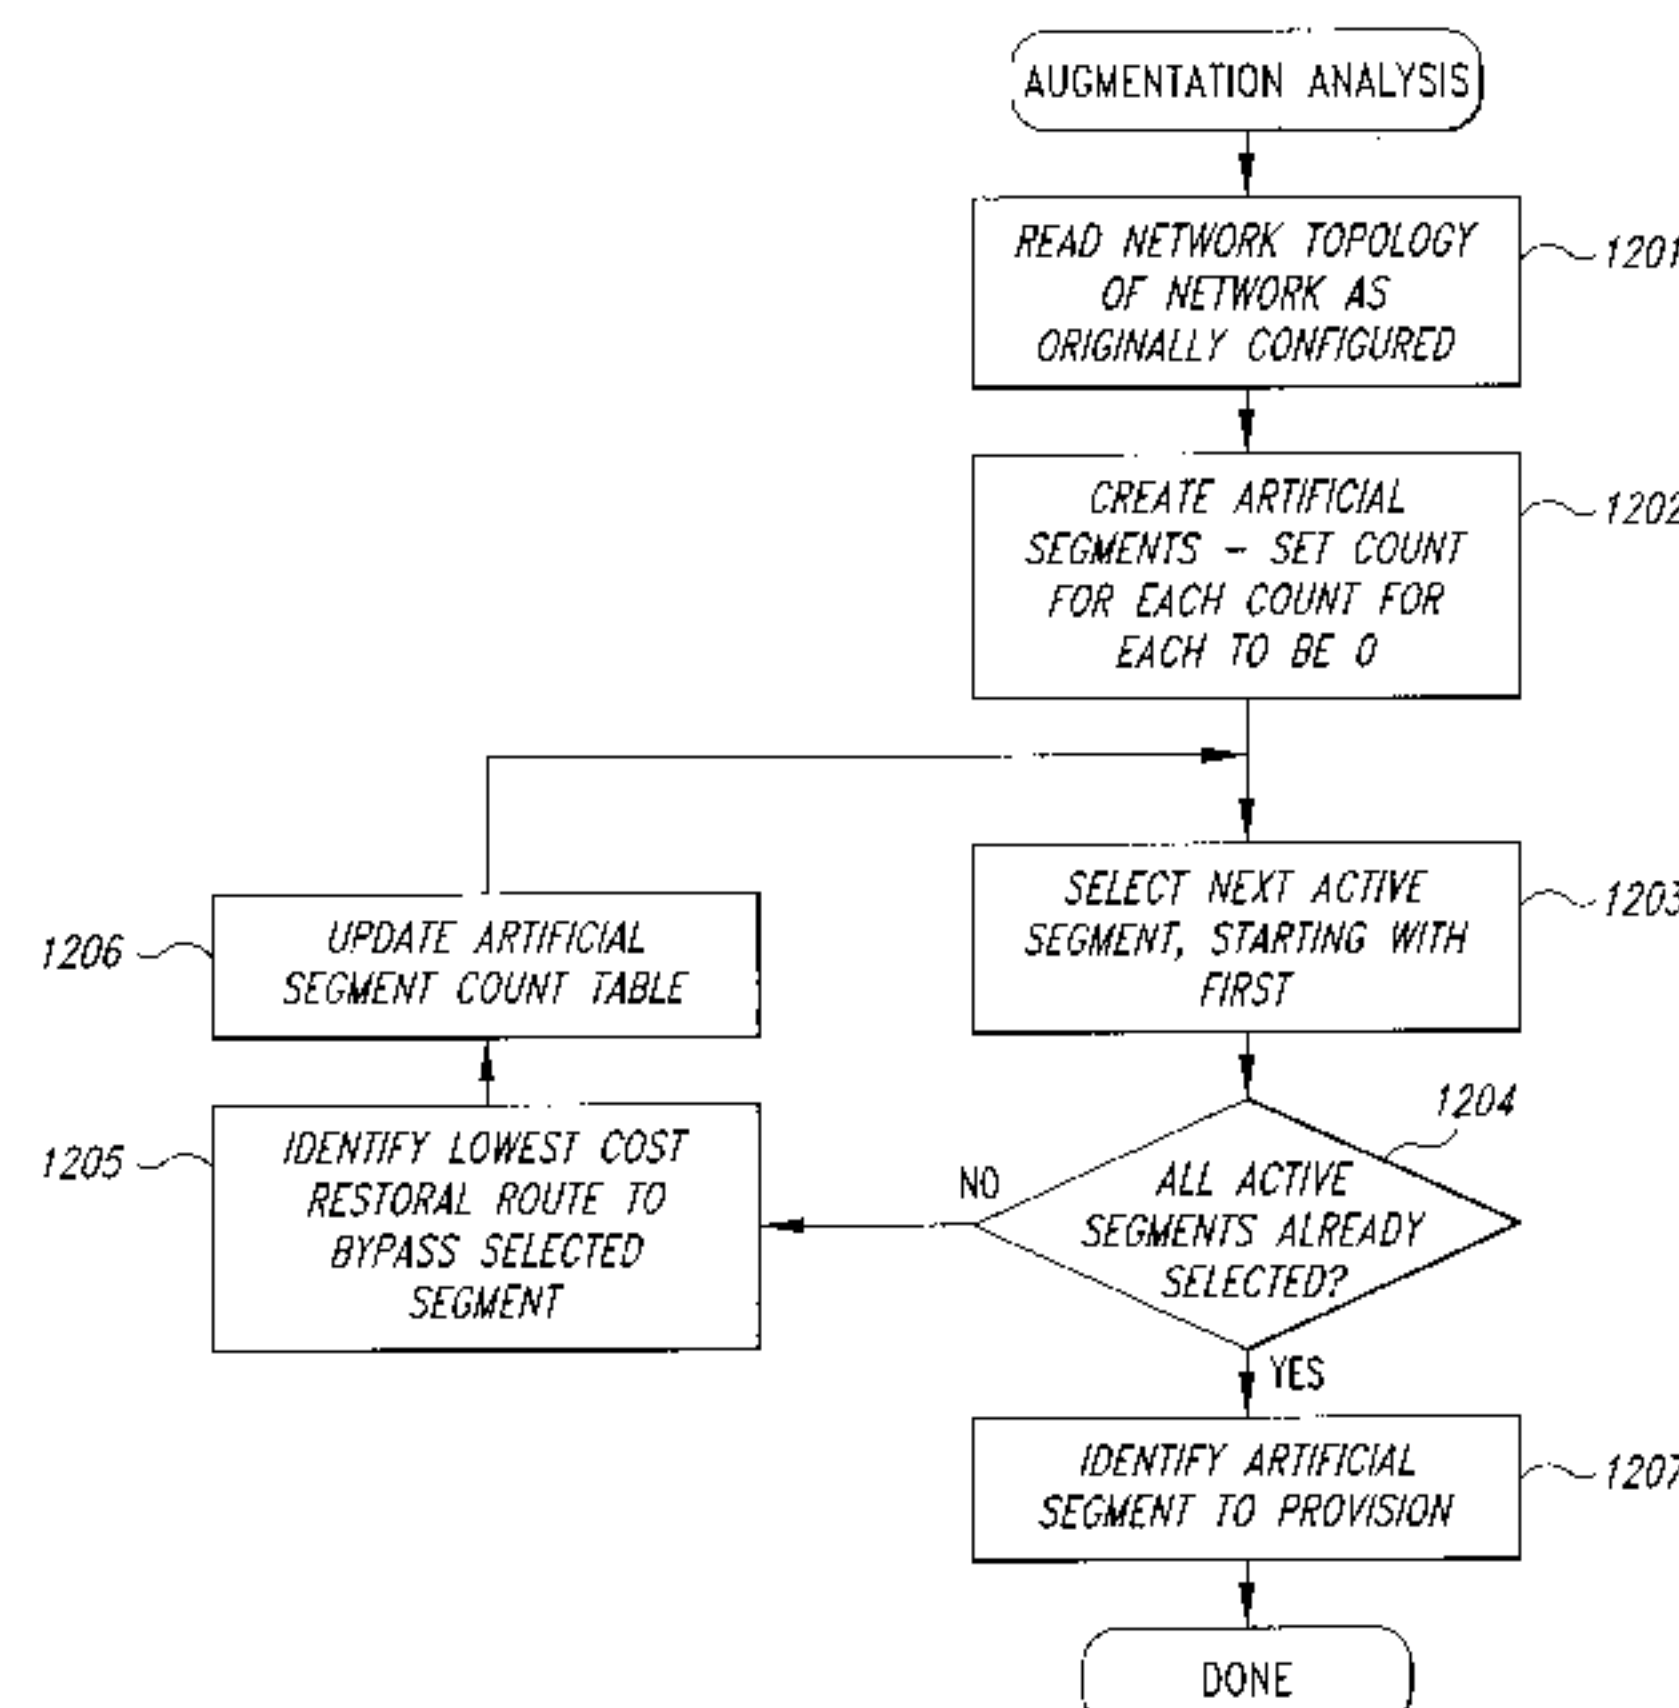 AUGMENTATION ANALYSIS
READ NETWORK TOPOLOGY
OF NETWORK AS
ORIGINALLY CONFIGURED
1201
CREATE ARTIFICIAL
SEGMENTS – SET COUNT
FOR EACH COUNT FOR
EACH TO BE 0
1202
SELECT NEXT ACTIVE
SEGMENT, STARTING WITH
FIRST
1203
1206
UPDATE ARTIFICIAL
SEGMENT COUNT TABLE
1204
ALL ACTIVE
SEGMENTS ALREADY
SELECTED?
NO
1205
IDENTIFY LOWEST COST
RESTORAL ROUTE TO
BYPASS SELECTED
SEGMENT
YES
IDENTIFY ARTIFICIAL
SEGMENT TO PROVISION
1207
DONE